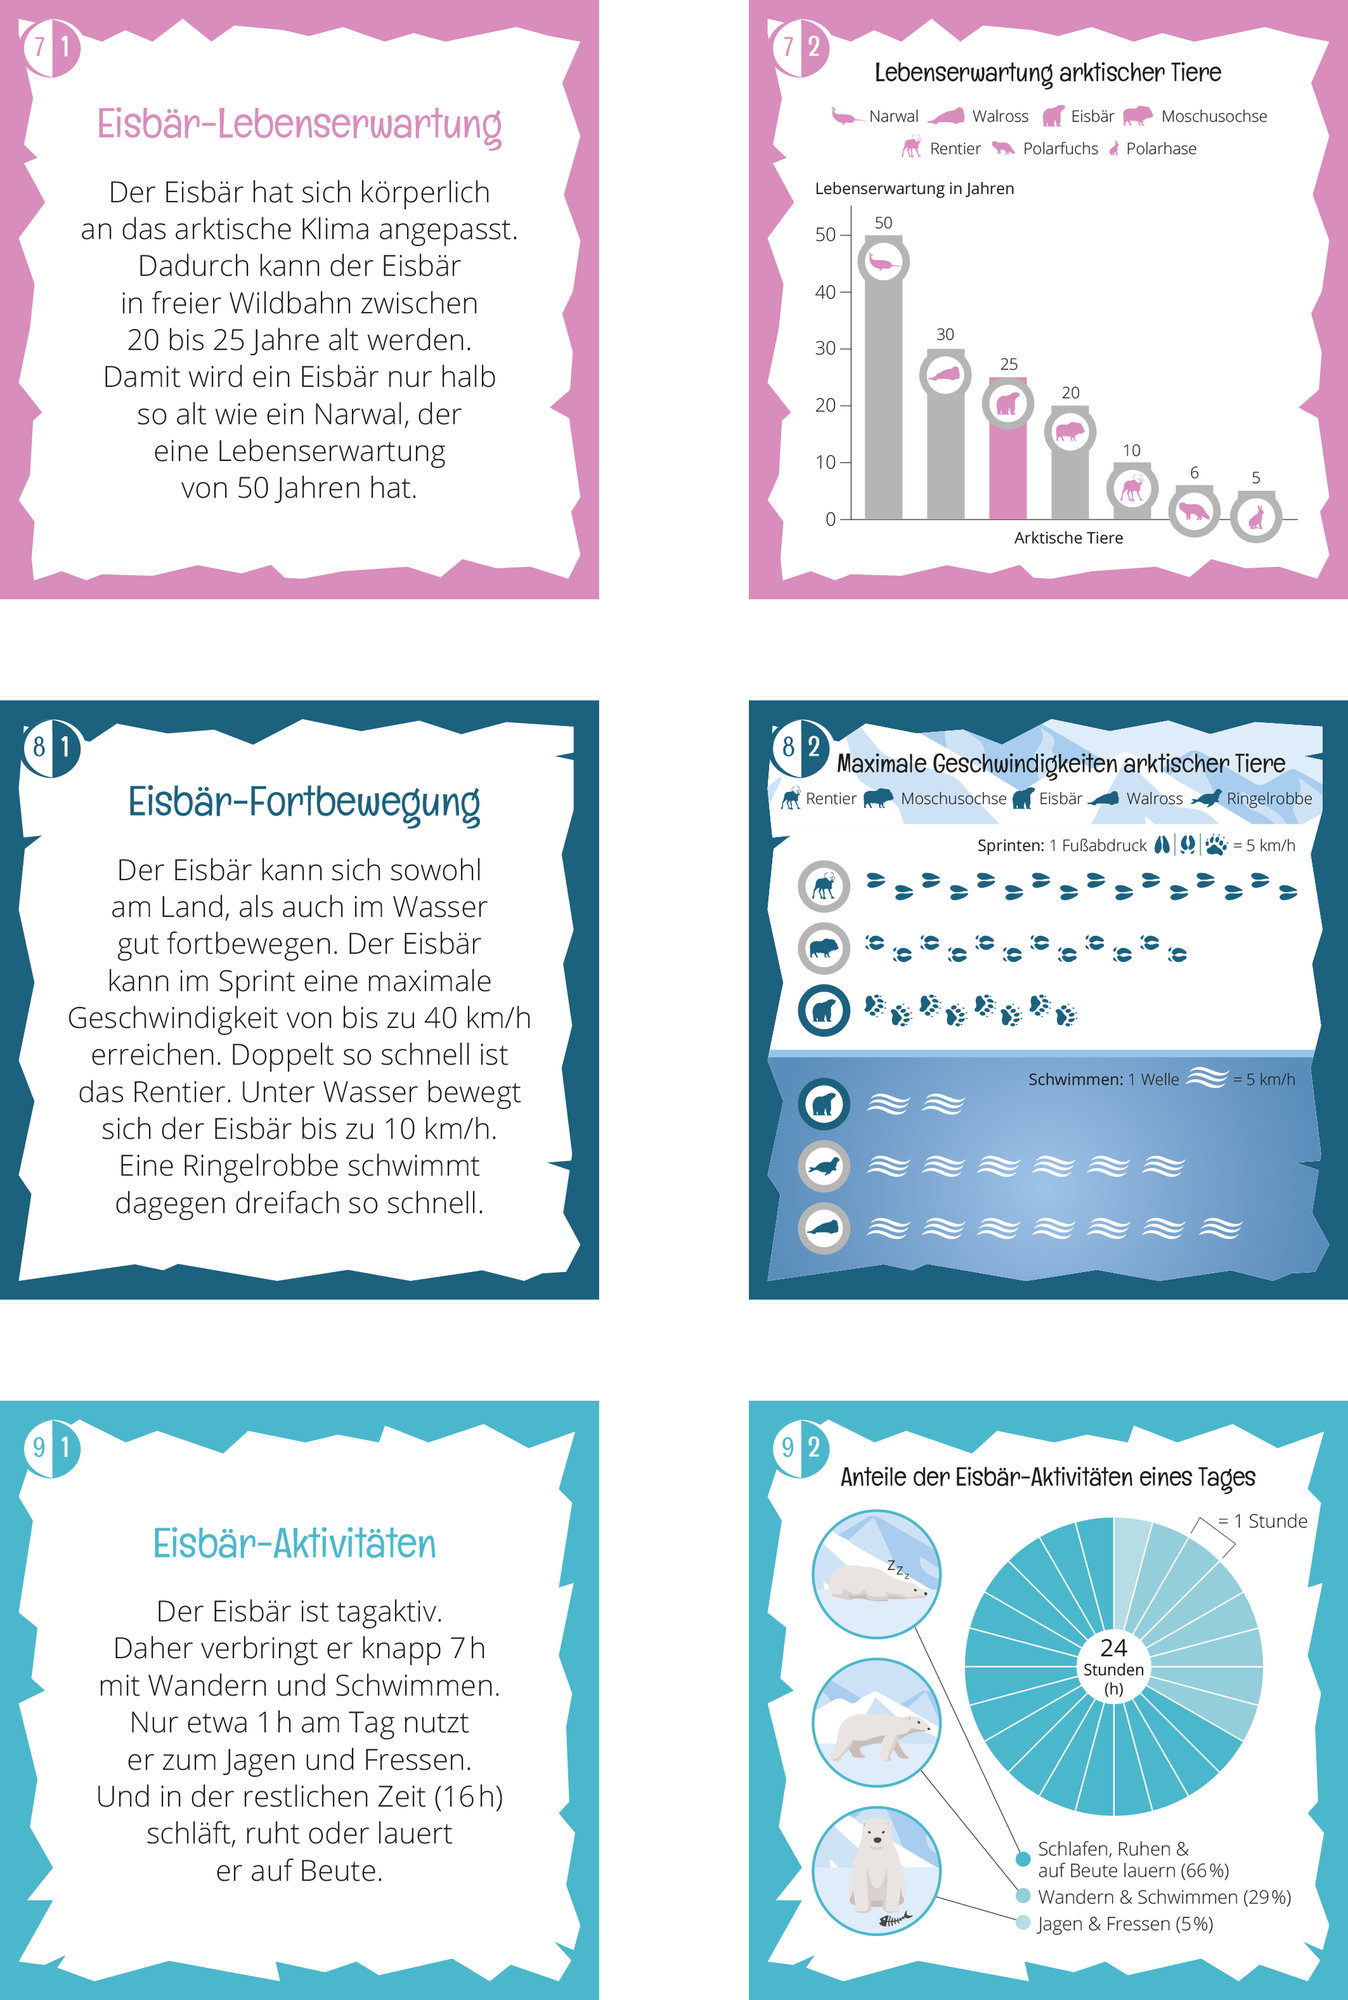 7 1
Eisbär-Lebenserwartung
Der Eisbär hat sich körperlich
an das arktische Klima angepasst.
Dadurch kann der Eisbär
in freier Wildbahn zwischen
20 bis 25 Jahre alt werden.
Damit wird ein Eisbär nur halb
so alt wie ein Narwal, der
eine Lebenserwartung
von 50 Jahren hat.
7 2
Lebenserwartung arktischer Tiere
Narwal Walross Eisbär Moschusochse
Rentier Polarfuchs Polarhase
Lebenserwartung in Jahren
50
50
40
30
30
25
20
20
10
10
6
5
0
Arktische Tiere
8 1
Eisbär-Fortbewegung
Der Eisbär kann sich sowohl
am Land, als auch im Wasser
gut fortbewegen. Der Eisbär
kann im Sprint eine maximale
Geschwindigkeit von bis zu 40 km/h
erreichen. Doppelt so schnell ist
das Rentier. Unter Wasser bewegt
sich der Eisbär bis zu 10 km/h.
Eine Ringelrobbe schwimmt
dagegen dreifach so schnell.
8 2
Maximale Geschwindigkeiten arktischer Tiere
Rentier Moschusochse Eisbär Walross Ringelrobbe
Sprinten: 1 Fußabdruck = 5 km/h
Schwimmen: 1 Welle = 5 km/h
9 1
Eisbär-Aktivitäten
Der Eisbär ist tagaktiv.
Daher verbringt er knapp 7 h
mit Wandern und Schwimmen.
Nur etwa 1 h am Tag nutzt
er zum Jagen und Fressen.
Und in der restlichen Zeit (16 h)
schläft, ruht oder lauert
er auf Beute.
9 2
Anteile der Eisbär-Aktivitäten eines Tages
= 1 Stunde
zzz
24
Stunden
(h)
Schlafen, Ruhen &
auf Beute lauern (66 %)
Wandern & Schwimmen (29 %)
Jagen & Fressen (5 %)